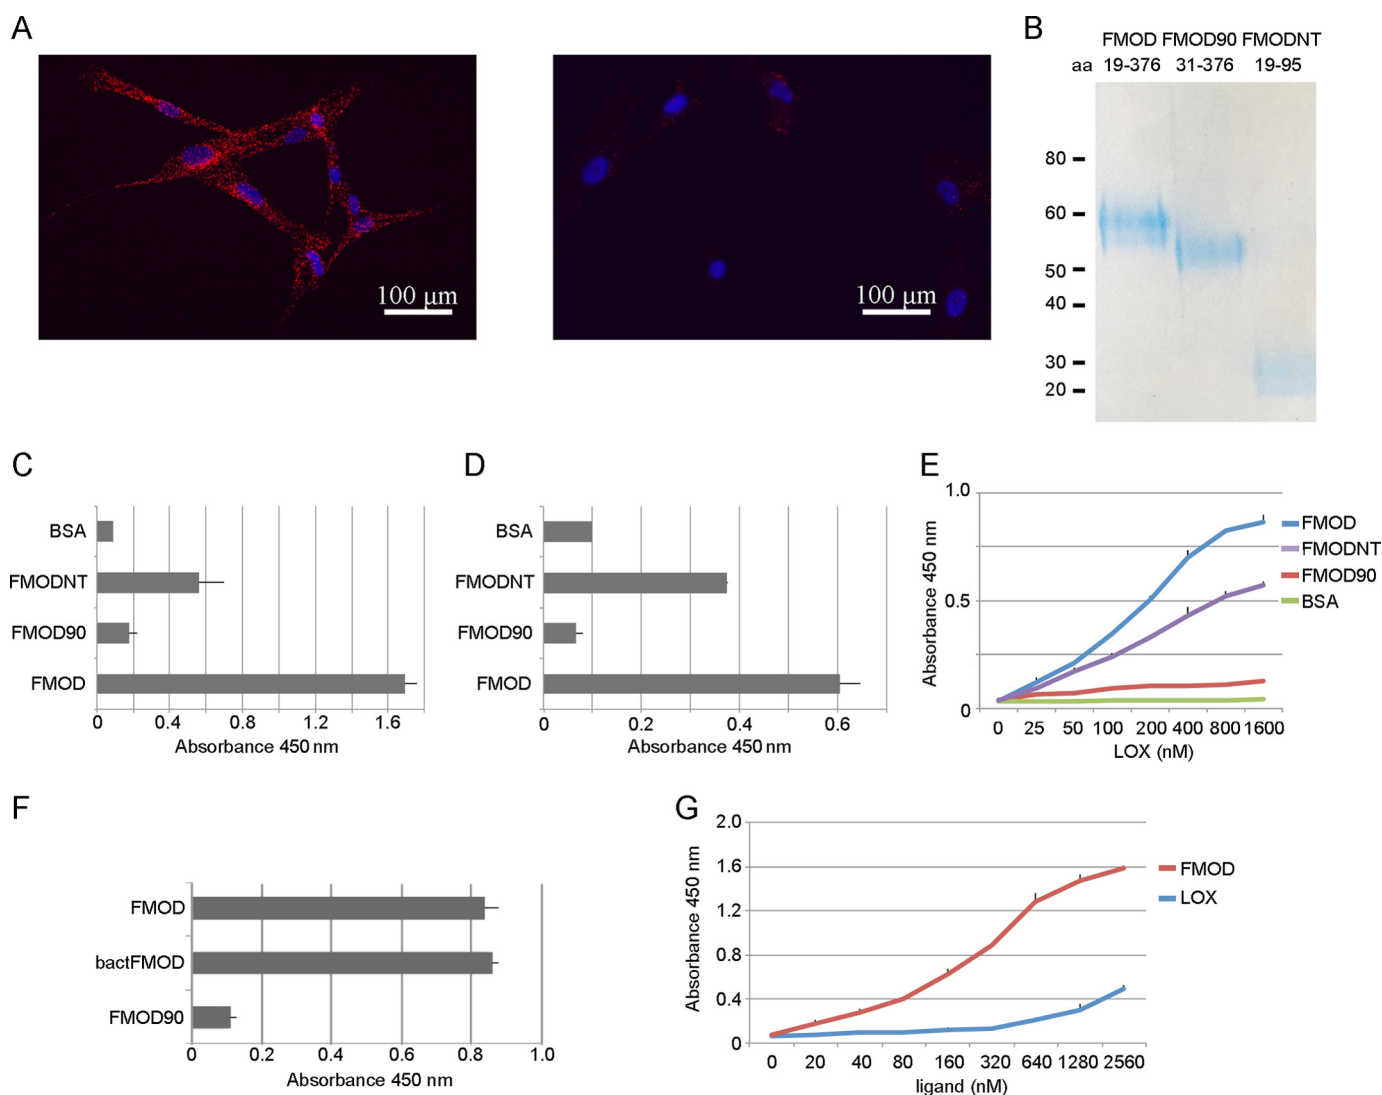 A
100 µm
100 µm
B
FMOD FMOD90 FMODNT
aa 19-376 31-376 19-95
80
60
50
40
30
20
C
BSA
FMODNT
FMOD90
FMOD
0 0.4 0.8 1.2 1.6
Absorbance 450 nm
D
BSA
FMODNT
FMOD90
FMOD
0 0.2 0.4 0.6
Absorbance 450 nm
E
Absorbance 450 nm
1.0
0.5
0
0 25 50 100 200 400 800 1600
LOX (nM)
FMOD
FMODNT
FMOD90
BSA
F
FMOD
bactFMOD
FMOD90
0 0.2 0.4 0.6 0.8 1.0
Absorbance 450 nm
G
Absorbance 450 nm
2.0
1.6
1.2
0.8
0.4
0
0 20 40 80 160 320 640 1280 2560
ligand (nM)
FMOD
LOX